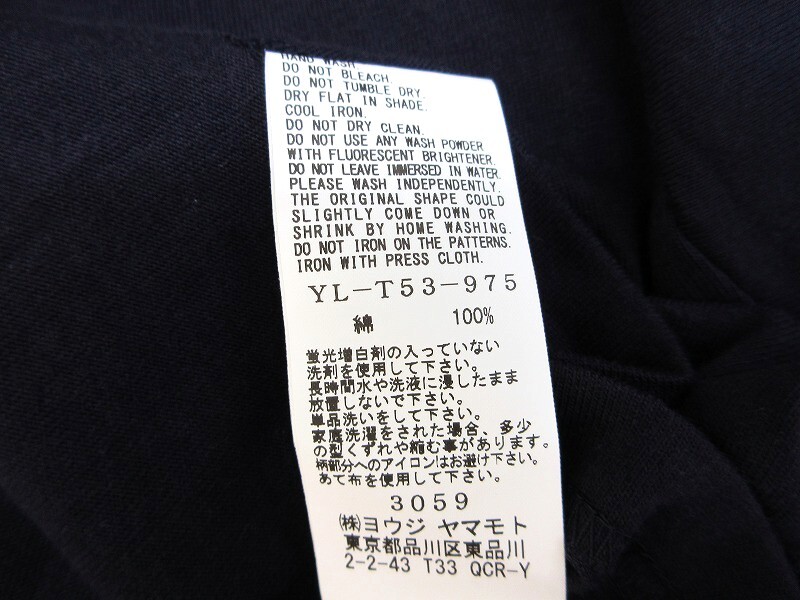 HAND WASH
DO NOT BLEACH.
DO NOT TUMBLE DRY.
DRY FLAT IN SHADE.
COOL IRON.
DO NOT DRY CLEAN.
DO NOT USE ANY WASH POWDER
WITH FLUORESCENT BRIGHTENER.
DO NOT LEAVE IMMERSED IN WATER.
PLEASE WASH INDEPENDENTLY.
THE ORIGINAL SHAPE COULD
SLIGHTLY COME DOWN OR
SHRINK BY HOME WASHING.
DO NOT IRON ON THE PATTERNS.
IRON WITH PRESS CLOTH.
YL-T53-975
綿 100%
蛍光増白剤の入っていない
洗剤を使用して下さい。
長時間水や洗液に浸したまま
放置しないで下さい。
単品洗いをして下さい。
家庭洗濯をされた場合、多少
の型くずれや縮む事があります。
柄部分へのアイロンはお避け下さい。
あて布を使用して下さい。
3059
㈱ヨウジ ヤマモト
東京都品川区東品川
2-2-43 T33 QCR-Y